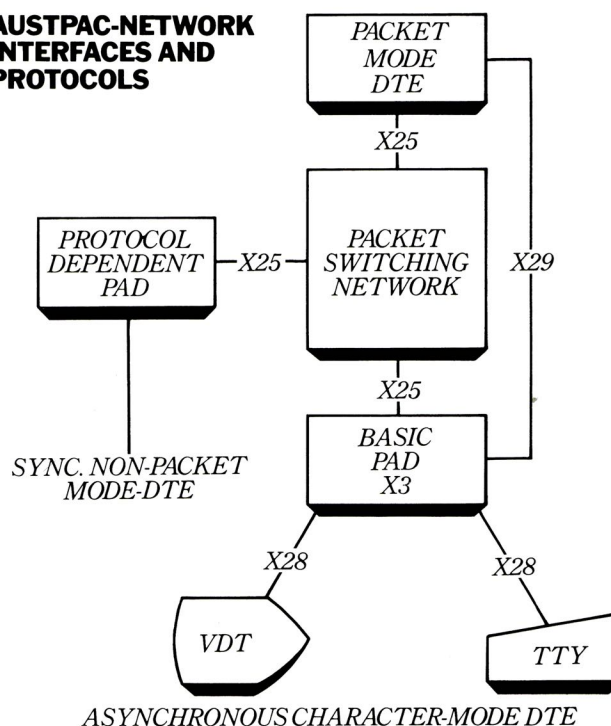 AUSTPAC-NETWORK
INTERFACES AND
PROTOCOLS
PACKET
MODE
DTE
X25
PROTOCOL
DEPENDENT
PAD
X25
PACKET
SWITCHING
NETWORK
X29
X25
BASIC
PAD
X3
SYNC. NON-PACKET
MODE-DTE
X28
X28
VDT
TTY
ASYNCHRONOUS CHARACTER-MODE DTE